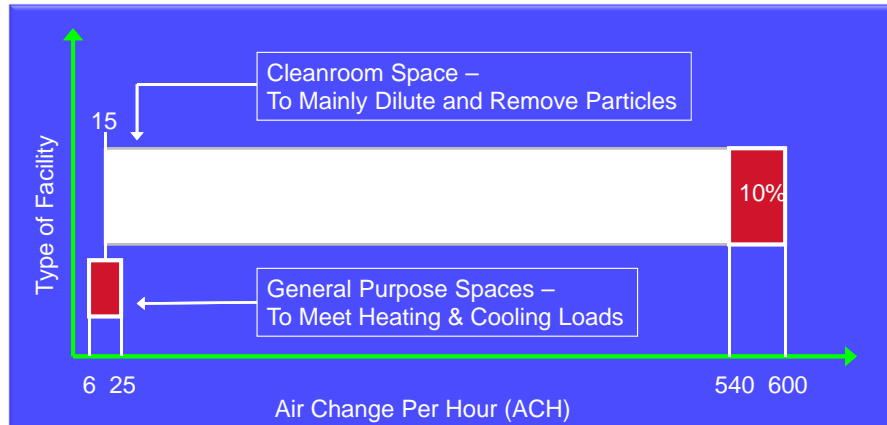 Cleanroom Space –
To Mainly Dilute and Remove Particles
15
10%
Type of Facility
General Purpose Spaces –
To Meet Heating & Cooling Loads
6 25 540 600
Air Change Per Hour (ACH)